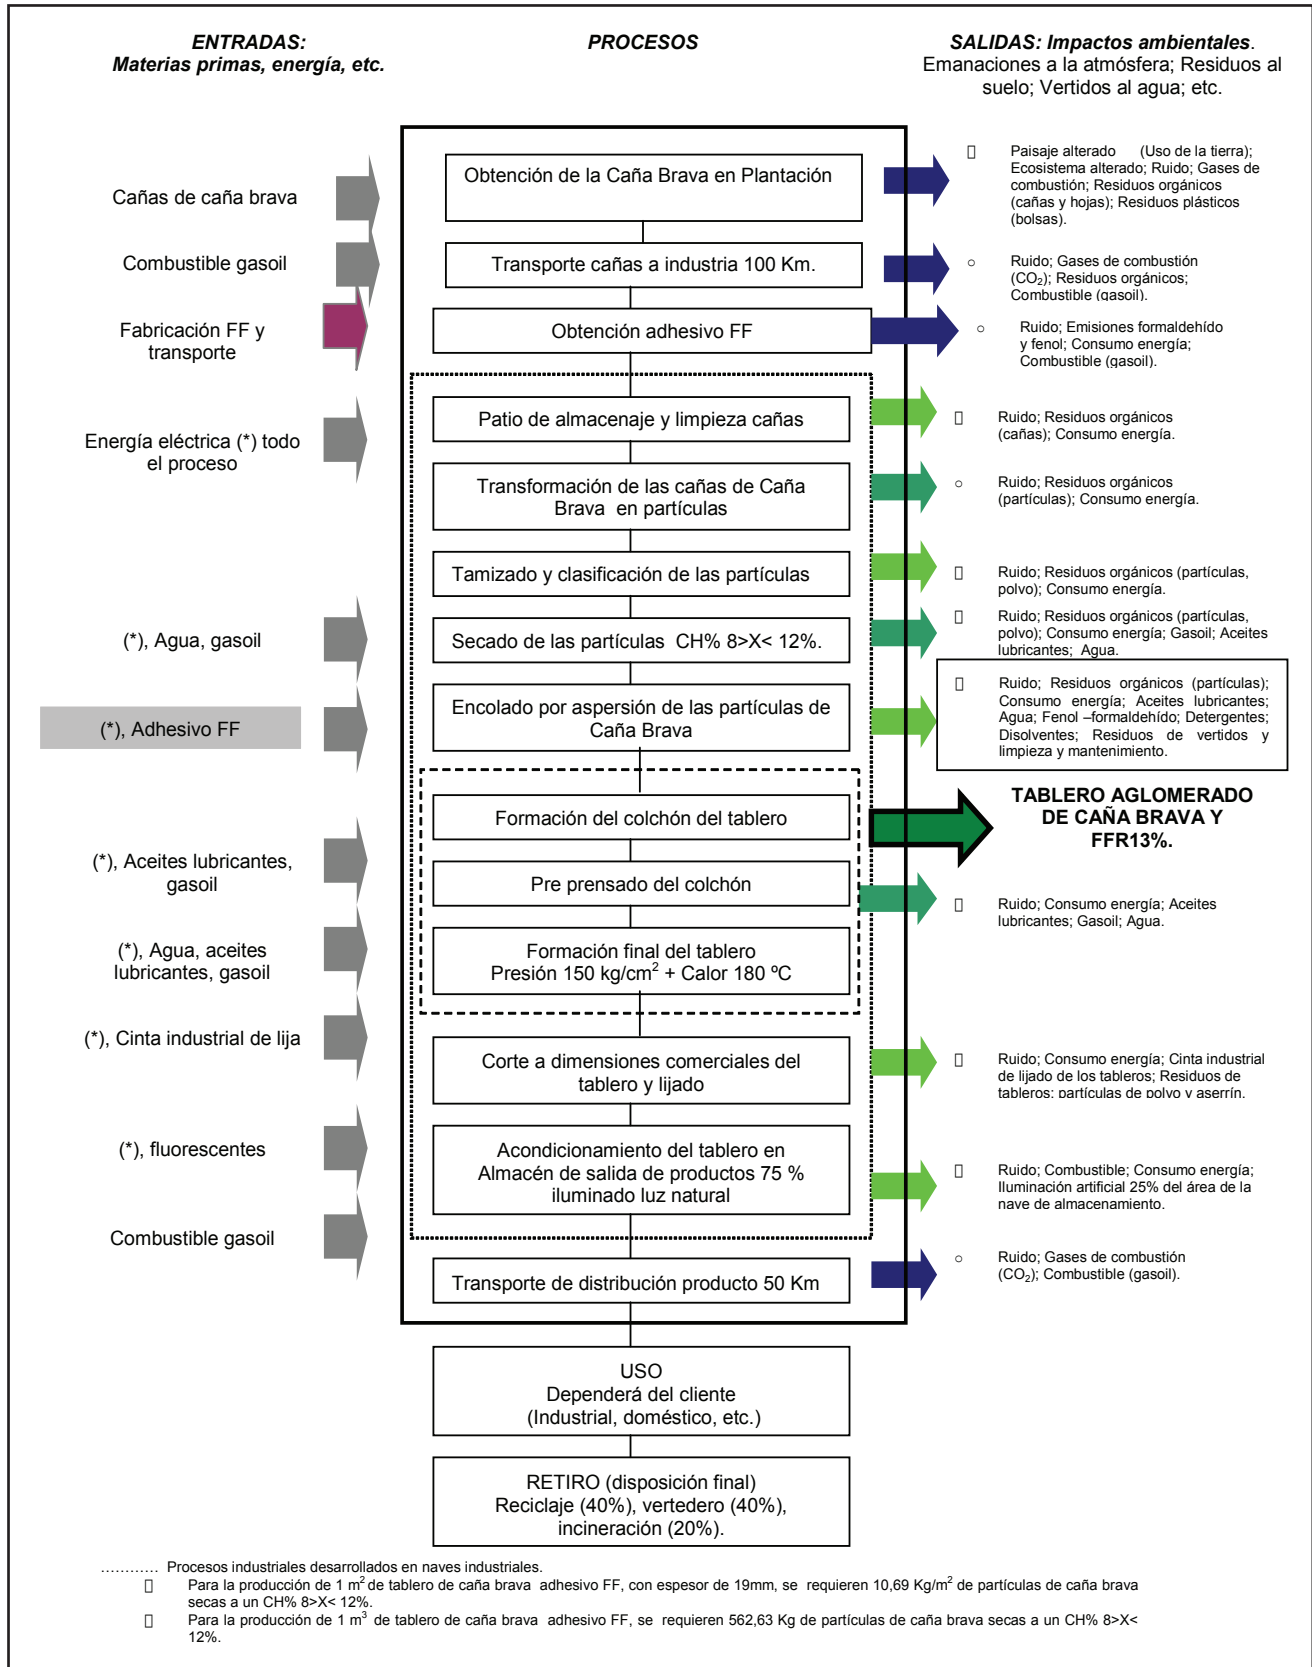 ENTRADAS:
Materias primas, energía, etc.
PROCESOS
SALIDAS: Impactos ambientales.
Emanaciones a la atmósfera; Residuos al
suelo; Vertidos al agua; etc.
Cañas de caña brava
Obtención de la Caña Brava en Plantación
Paisaje alterado (Uso de la tierra);
Ecosistema alterado; Ruido; Gases de
combustión; Residuos orgánicos
(cañas y hojas); Residuos plásticos
(bolsas).
Combustible gasoil
Transporte cañas a industria 100 Km.
○ Ruido; Gases de combustión
(CO2); Residuos orgánicos;
Combustible (gasoil).
Fabricación FF y
transporte
Obtención adhesivo FF
○ Ruido; Emisiones formaldehído
y fenol; Consumo energía;
Combustible (gasoil).
Energía eléctrica (*) todo
el proceso
Patio de almacenaje y limpieza cañas
Ruido; Residuos orgánicos
(cañas); Consumo energía.
Transformación de las cañas de Caña
Brava en partículas
○ Ruido; Residuos orgánicos
(partículas); Consumo energía.
Tamizado y clasificación de las partículas
Ruido; Residuos orgánicos (partículas,
polvo); Consumo energía.
(*), Agua, gasoil
Secado de las partículas CH% 8>X< 12%.
Ruido; Residuos orgánicos (partículas,
polvo); Consumo energía; Gasoil; Aceites
lubricantes; Agua.
(*), Adhesivo FF
Encolado por aspersión de las partículas de
Caña Brava
Ruido; Residuos orgánicos (partículas);
Consumo energía; Aceites lubricantes;
Agua; Fenol –formaldehído; Detergentes;
Disolventes; Residuos de vertidos y
limpieza y mantenimiento.
Formación del colchón del tablero
TABLERO AGLOMERADO
DE CAÑA BRAVA Y
FFR13%.
(*), Aceites lubricantes,
gasoil
Pre prensado del colchón
Ruido; Consumo energía; Aceites
lubricantes; Gasoil; Agua.
(*), Agua, aceites
lubricantes, gasoil
Formación final del tablero
Presión 150 kg/cm2 + Calor 180 ºC
(*), Cinta industrial de lija
Corte a dimensiones comerciales del
tablero y lijado
Ruido; Consumo energía; Cinta industrial
de lijado de los tableros; Residuos de
tableros: partículas de polvo y aserrín.
(*), fluorescentes
Acondicionamiento del tablero en
Almacén de salida de productos 75 %
iluminado luz natural
Ruido; Combustible; Consumo energía;
Iluminación artificial 25% del área de la
nave de almacenamiento.
Combustible gasoil
Transporte de distribución producto 50 Km
○ Ruido; Gases de combustión
(CO2); Combustible (gasoil).
USO
Dependerá del cliente
(Industrial, doméstico, etc.)
RETIRO (disposición final)
Reciclaje (40%), vertedero (40%),
incineración (20%).
............ Procesos industriales desarrollados en naves industriales.
Para la producción de 1 m2 de tablero de caña brava adhesivo FF, con espesor de 19mm, se requieren 10,69 Kg/m2 de partículas de caña brava
secas a un CH% 8>X< 12%.
Para la producción de 1 m3 de tablero de caña brava adhesivo FF, se requieren 562,63 Kg de partículas de caña brava secas a un CH% 8>X<
12%.